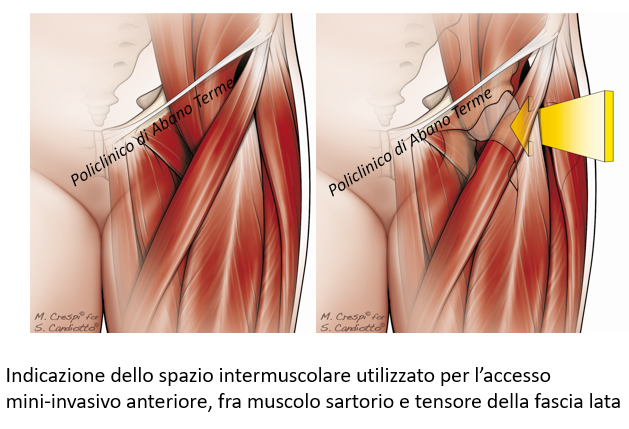 Policlinico di Abano Terme
Policlinico di Abano Terme
M. Crespi© for
S. Candiotto©
M. Crespi© for
S. Candiotto©
Indicazione dello spazio intermuscolare utilizzato per l’accesso
mini-invasivo anteriore, fra muscolo sartorio e tensore della fascia lata